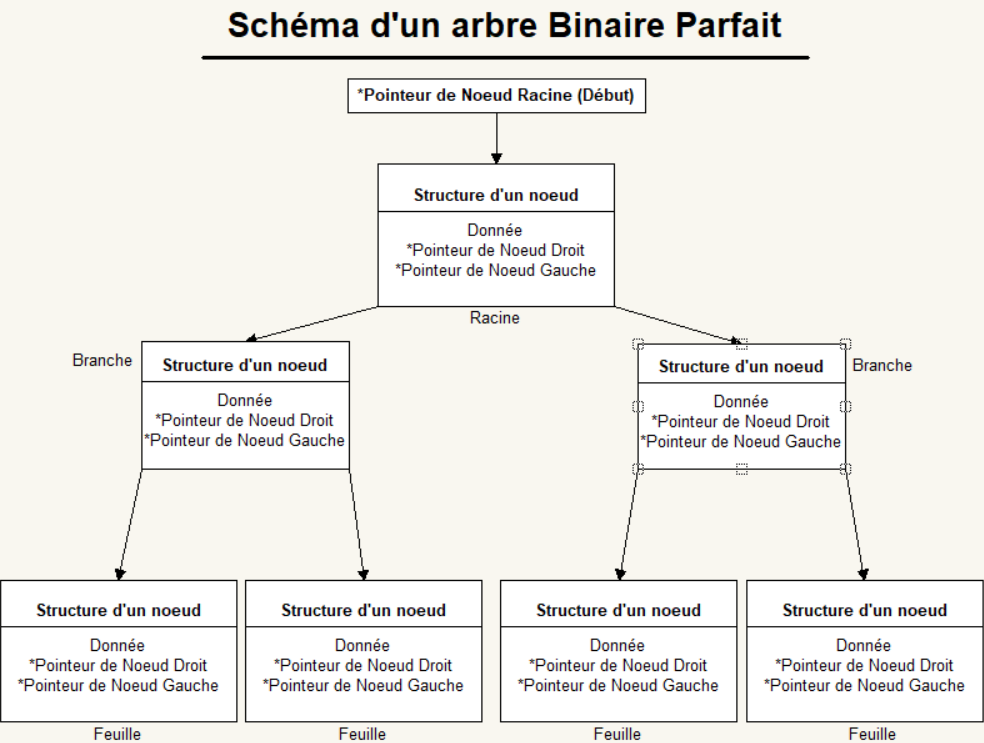 Schéma d'un arbre Binaire Parfait
*Pointeur de Noeud Racine (Début)
Structure d'un noeud
Donnée
*Pointeur de Noeud Droit
*Pointeur de Noeud Gauche
Racine
Branche
Structure d'un noeud
Donnée
*Pointeur de Noeud Droit
*Pointeur de Noeud Gauche
Structure d'un noeud
Branche
Donnée
*Pointeur de Noeud Droit
*Pointeur de Noeud Gauche
Structure d'un noeud
Donnée
*Pointeur de Noeud Droit
*Pointeur de Noeud Gauche
Feuille
Structure d'un noeud
Donnée
*Pointeur de Noeud Droit
*Pointeur de Noeud Gauche
Feuille
Structure d'un noeud
Donnée
*Pointeur de Noeud Droit
*Pointeur de Noeud Gauche
Feuille
Structure d'un noeud
Donnée
*Pointeur de Noeud Droit
*Pointeur de Noeud Gauche
Feuille